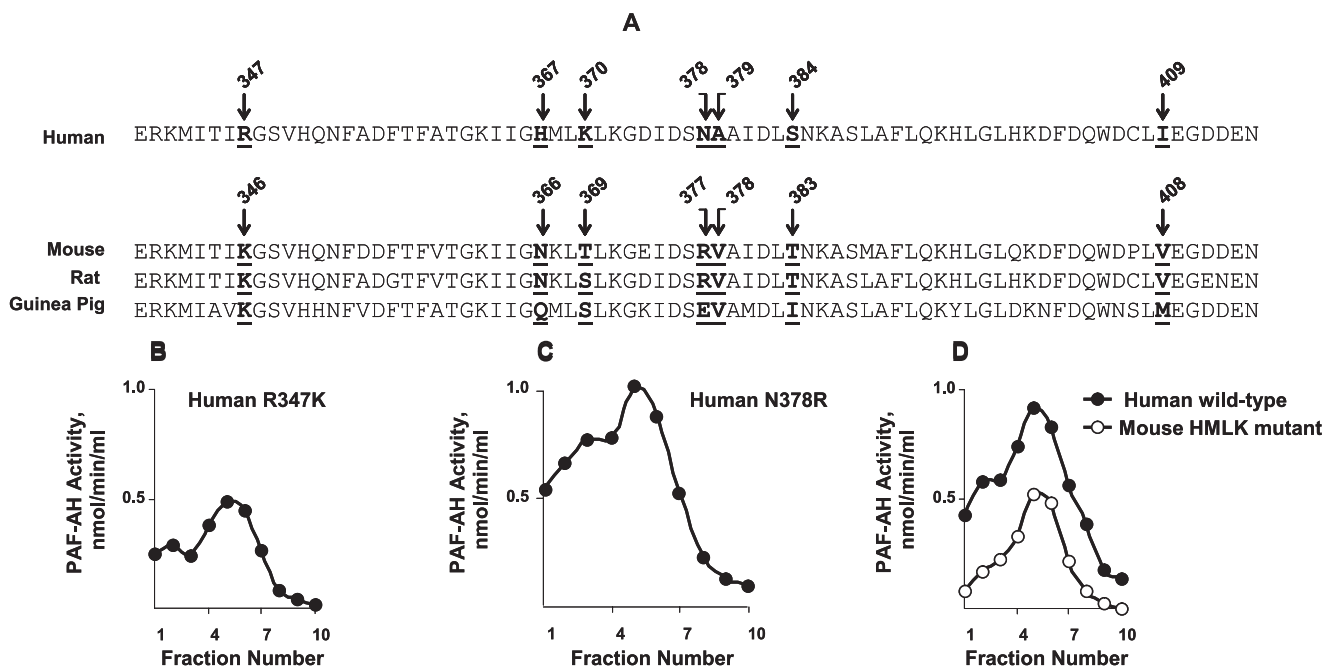 A
347 367 370 378 379 384 409
Human ERKMITIRGSVHQNFADFTFATGKIIGHMLKLKGDIDSNAAIDLSNKASLAFLQKHLGLHKDFDQWDCLIEGDDEN
346 366 369 377 378 383 408
Mouse ERKMITIKGSVHQNFDDFTFVTGKIIGNKLTLKGEIDSRVAIDLTNKASMAFLQKHLGLQKDFDQWDPLVEGDDEN
Rat ERKMITIKGSVHQNFADGTFVTGKIIGNKLSLKGDIDSRVAIDLTNKASLAFLQKHLGLHKDFDQWDCLVEGENEN
Guinea Pig ERKMIAVKGSVHHNFVDFTFATGKIIGQMLSLKGKIDSEVAMDLINKASLAFLQKYLGLDKNFDQWNSLMEGDDEN
B
Human R347K
PAF-AH Activity,
nmol/min/ml
1.0
0.5
1 4 7 10
Fraction Number
C
Human N378R
PAF-AH Activity,
nmol/min/ml
1.0
0.5
1 4 7 10
Fraction Number
D
Human wild-type
Mouse HMLK mutant
PAF-AH Activity,
nmol/min/ml
1.0
0.5
1 4 7 10
Fraction Number